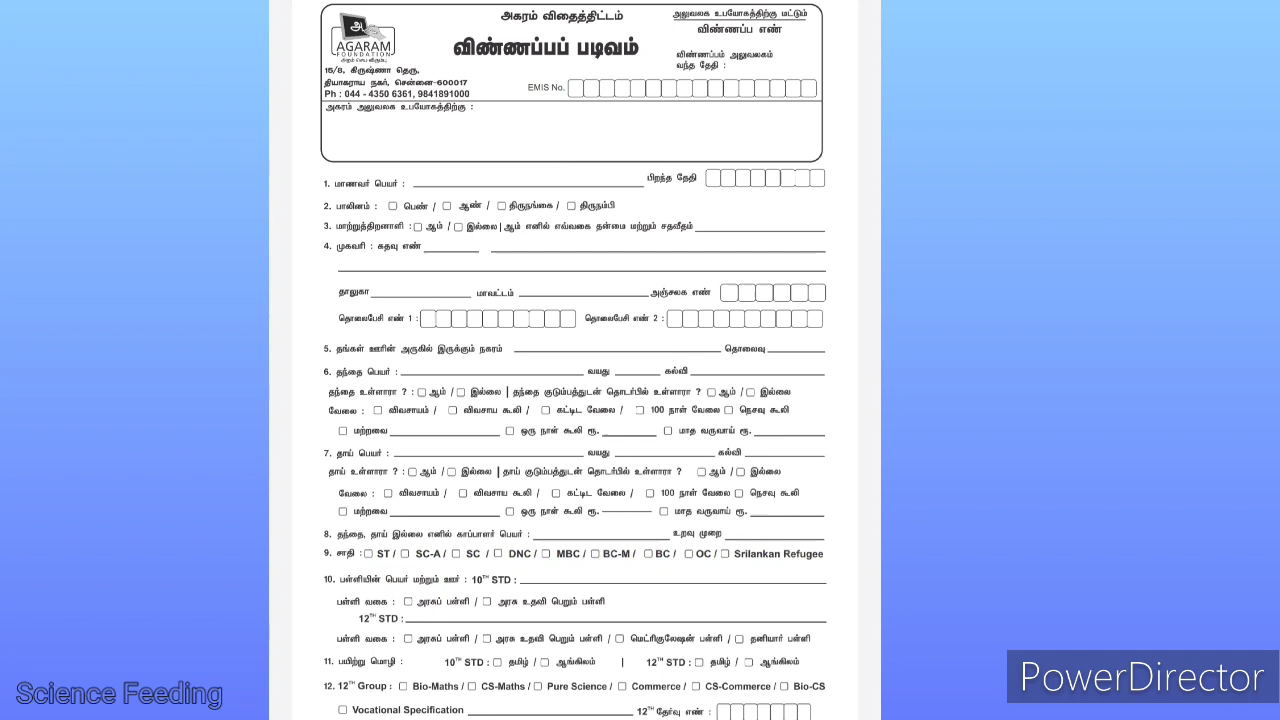 அகரம் விதைத்திட்டம்
விண்ணப்பப் படிவம்
அலுவலக உபயோகத்திற்கு மட்டும்
விண்ணப்ப எண்
விண்ணப்பம் அலுவலகம்
வந்த தேதி :
AGARAM
FOUNDATION
15/8, கிருஷ்ணா தெரு,
தியாகராய நகர், சென்னை-600017
Ph : 044 - 4350 6361, 9841891000
EMIS No.
அகரம் அலுவலக உபயோகத்திற்கு :
1. மாணவர் பெயர் : பிறந்த தேதி
2. பாலினம் : பெண் / ஆண் / திருநங்கை / திருநம்பி
3. மாற்றுத்திறனாளி : ஆம் / இல்லை | ஆம் எனில் எவ்வகை தன்மை மற்றும் சதவீதம்
4. முகவரி : கதவு எண்
தாலுகா மாவட்டம் அஞ்சலக எண்
தொலைபேசி எண் 1 : தொலைபேசி எண் 2 :
5. தங்கள் ஊரின் அருகில் இருக்கும் நகரம் தொலைவு
6. தந்தை பெயர் : வயது கல்வி
தந்தை உள்ளாரா ? : ஆம் / இல்லை | தந்தை குடும்பத்துடன் தொடர்பில் உள்ளாரா ? ஆம் / இல்லை
வேலை : விவசாயம் / விவசாய கூலி / கட்டிட வேலை / 100 நாள் வேலை நெசவு கூலி
மற்றவை ஒரு நாள் கூலி ரூ. மாத வருவாய் ரூ.
7. தாய் பெயர் : வயது கல்வி
தாய் உள்ளாரா ? : ஆம் / இல்லை | தாய் குடும்பத்துடன் தொடர்பில் உள்ளாரா ? ஆம் / இல்லை
வேலை : விவசாயம் / விவசாய கூலி / கட்டிட வேலை / 100 நாள் வேலை நெசவு கூலி
மற்றவை ஒரு நாள் கூலி ரூ. மாத வருவாய் ரூ.
8. தந்தை, தாய் இல்லை எனில் காப்பாளர் பெயர் : உறவு முறை
9. சாதி : ST / SC-A / SC / DNC / MBC / BC-M / BC / OC / Srilankan Refugee
10. பள்ளியின் பெயர் மற்றும் ஊர் : 10TH STD :
பள்ளி வகை : அரசுப் பள்ளி / அரசு உதவி பெறும் பள்ளி
12TH STD :
பள்ளி வகை : அரசுப் பள்ளி / அரசு உதவி பெறும் பள்ளி / மெட்ரிகுலேஷன் பள்ளி / தனியார் பள்ளி
11. பயிற்று மொழி : 10TH STD : தமிழ் / ஆங்கிலம் | 12TH STD : தமிழ் / ஆங்கிலம்
12. 12TH Group : Bio-Maths / CS-Maths / Pure Science / Commerce / CS-Commerce / Bio-CS
Vocational Specification 12TH தேர்வு எண் :
Science Feeding
PowerDirector